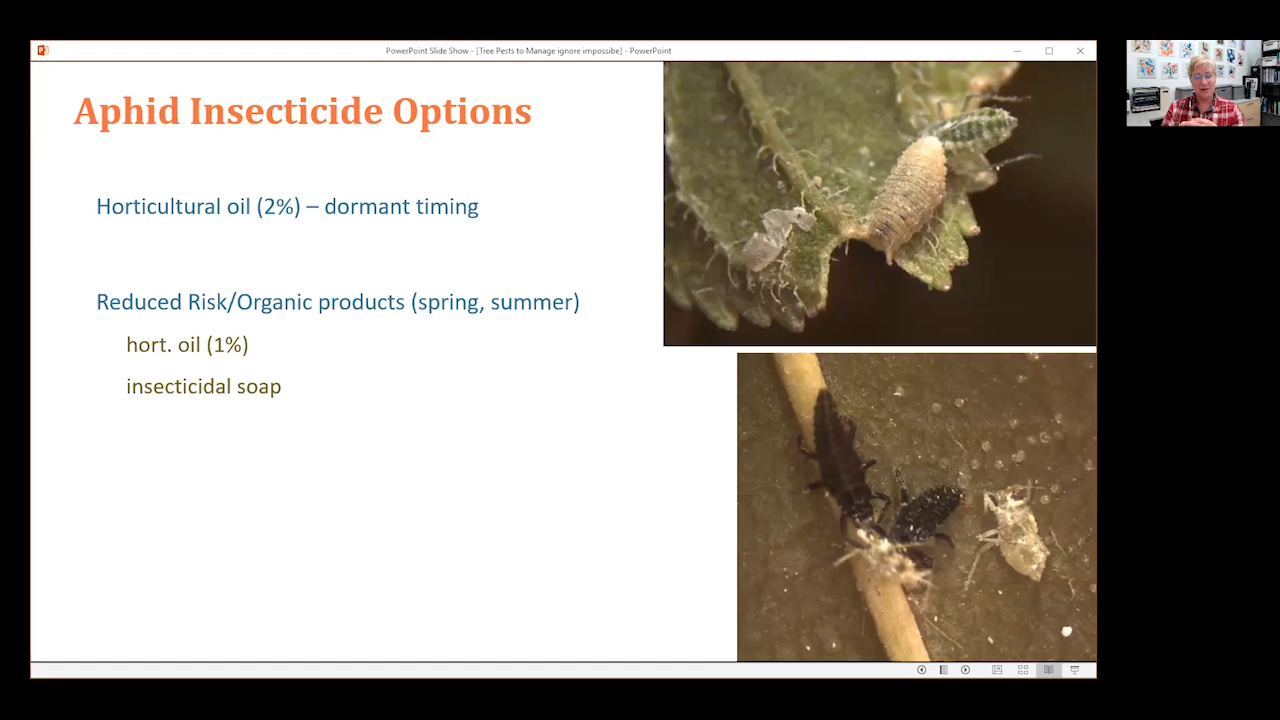 PowerPoint Slide Show - [Tree Pests to Manage ignore impossibe] - PowerPoint
Aphid Insecticide Options
Horticultural oil (2%) – dormant timing
Reduced Risk/Organic products (spring, summer)
hort. oil (1%)
insecticidal soap